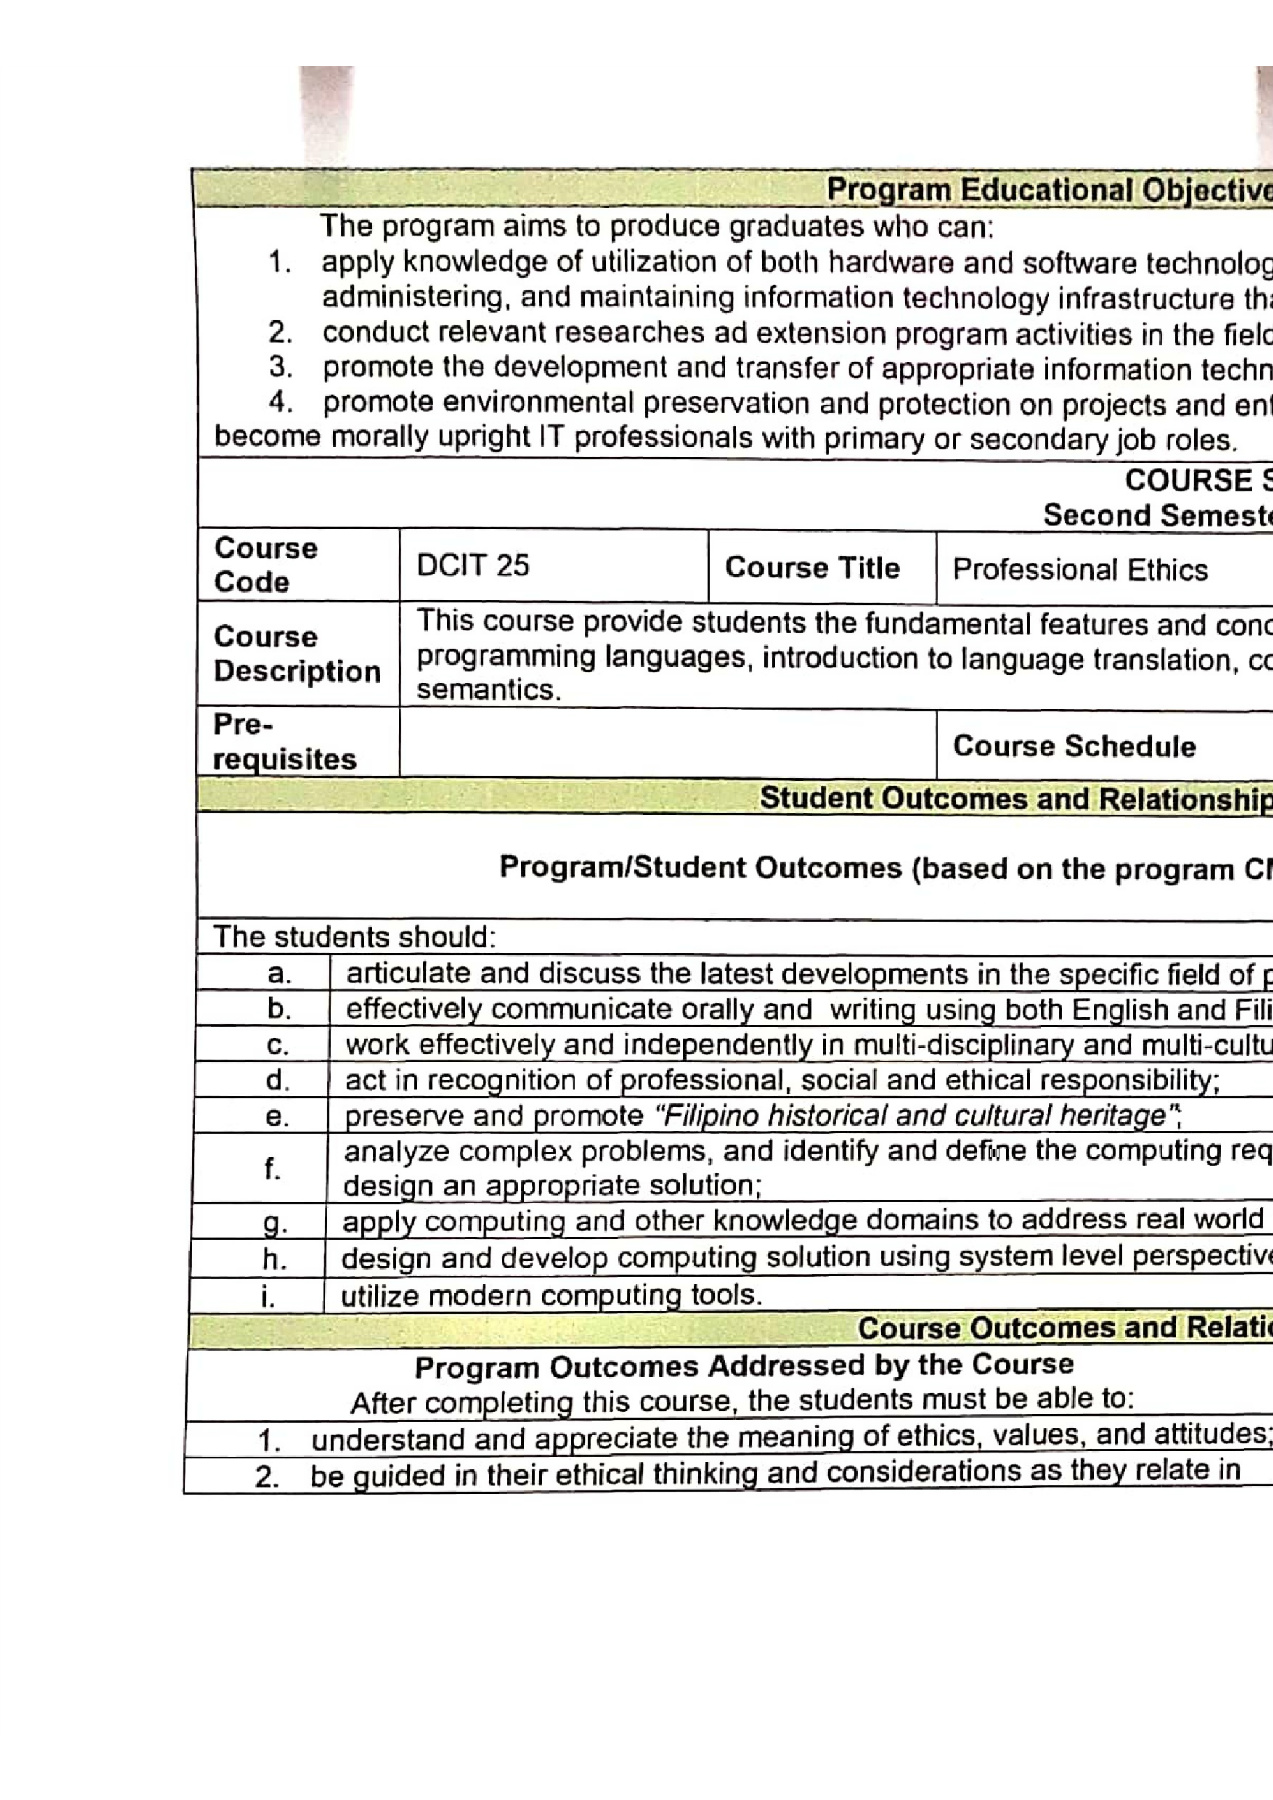 Program Educational Objective
The program aims to produce graduates who can:
1. apply knowledge of utilization of both hardware and software technolog
administering, and maintaining information technology infrastructure tha
2. conduct relevant researches ad extension program activities in the field
3. promote the development and transfer of appropriate information techn
4. promote environmental preservation and protection on projects and ent
become morally upright IT professionals with primary or secondary job roles.
COURSE S
Second Semeste
Course Code DCIT 25 Course Title Professional Ethics
Course Description
This course provide students the fundamental features and conc
programming languages, introduction to language translation, co
semantics.
Pre-
requisites Course Schedule
Student Outcomes and Relationship
Program/Student Outcomes (based on the program CM
The students should:
a. articulate and discuss the latest developments in the specific field of p
b. effectively communicate orally and writing using both English and Fili
c. work effectively and independently in multi-disciplinary and multi-cultu
d. act in recognition of professional, social and ethical responsibility;
e. preserve and promote “Filipino historical and cultural heritage”;
f. analyze complex problems, and identify and define the computing req
design an appropriate solution;
g. apply computing and other knowledge domains to address real world
h. design and develop computing solution using system level perspective
i. utilize modern computing tools.
Course Outcomes and Relatio
Program Outcomes Addressed by the Course
After completing this course, the students must be able to:
1. understand and appreciate the meaning of ethics, values, and attitudes;
2. be guided in their ethical thinking and considerations as they relate in